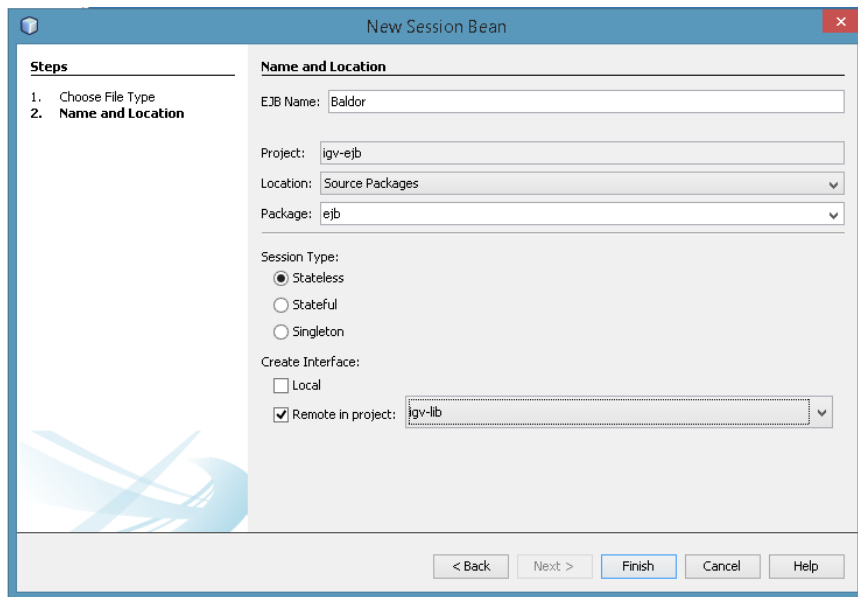 New Session Bean
Steps
1. Choose File Type
2. Name and Location
Name and Location
EJB Name: Baldor
Project: igv-ejb
Location: Source Packages
Package: ejb
Session Type:
Stateless
Stateful
Singleton
Create Interface:
Local
Remote in project: igv-lib
< Back Next > Finish Cancel Help